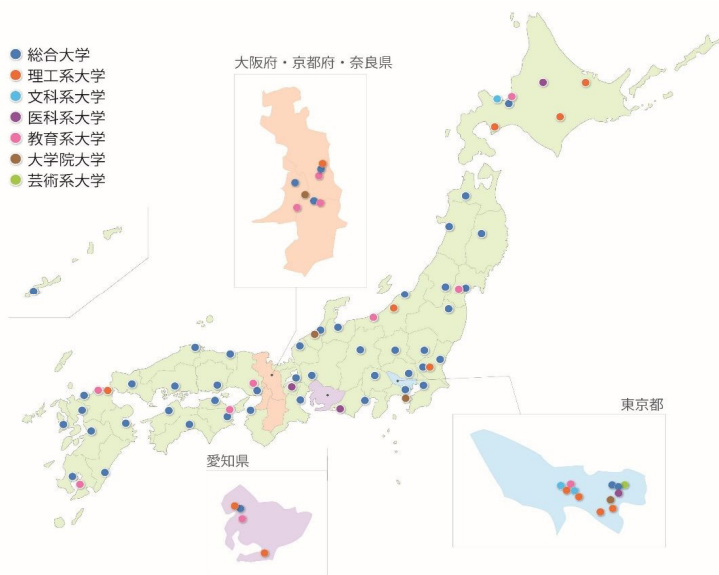 総合大学
理工系大学
文科系大学
医科系大学
教育系大学
大学院大学
芸術系大学
大阪府・京都府・奈良県
愛知県
東京都